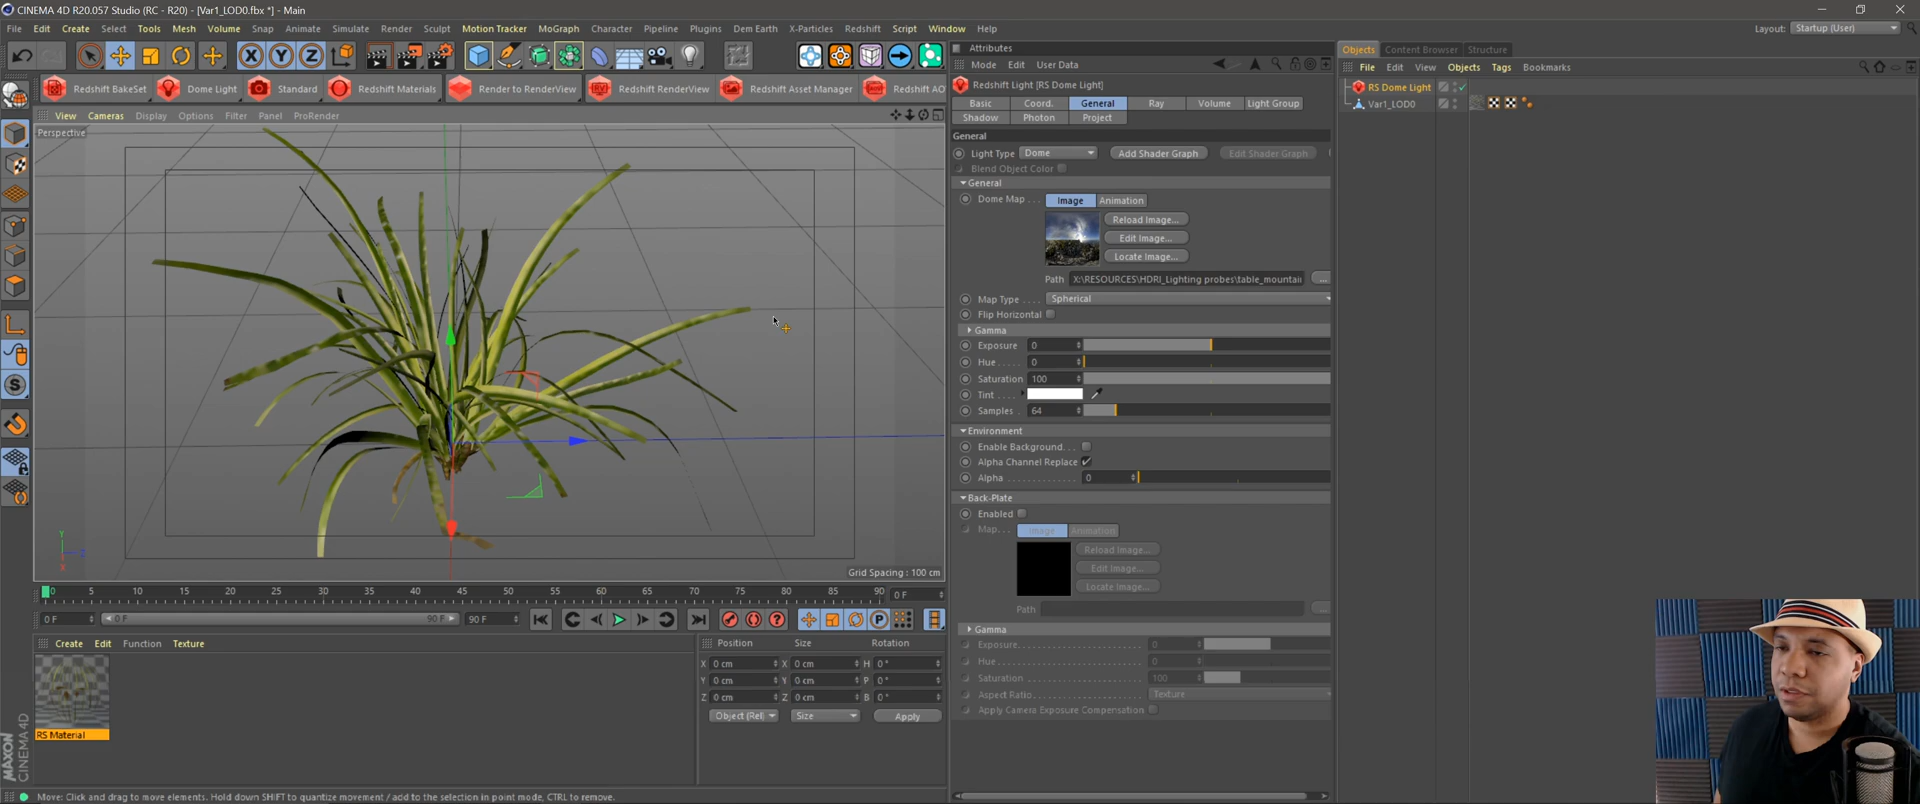 CINEMA 4D R20.057 Studio (RC - R20) - [Var1_LOD0.fbx *] - Main
File Edit Create Select Tools Mesh Volume Snap Animate Simulate Render Sculpt Motion Tracker MoGraph Character Pipeline Plugins Dem Earth X-Particles Redshift Script Window Help Layout: Startup (User)
Redshift BakeSet Dome Light Standard Redshift Materials Render to RenderView Redshift RenderView Redshift Asset Manager Redshift AO
View Cameras Display Options Filter Panel ProRender
Perspective
Grid Spacing : 100 cm
0 5 10 15 20 25 30 35 40 45 50 55 60 65 70 75 80 85 90 0 F
0 F 0 F 90 F 90 F
Create Edit Function Texture
RS Material
Position Size Rotation
X 0 cm X 0 cm H 0 °
Y 0 cm Y 0 cm P 0 °
Z 0 cm Z 0 cm B 0 °
Object (Rel) Size Apply
MAXON CINEMA4D
Move: Click and drag to move elements. Hold down SHIFT to quantize movement / add to the selection in point mode, CTRL to remove.
Attributes
Mode Edit User Data
Redshift Light [RS Dome Light]
Basic Coord. General Ray Volume Light Group
Shadow Photon Project
General
Light Type Dome Add Shader Graph Edit Shader Graph
Blend Object Color
General
Dome Map . . . Image Animation
Reload Image...
Edit Image...
Locate Image...
Path X:\RESOURCES\HDRI_Lighting probes\table_mountai ...
Map Type . . . . Spherical
Flip Horizontal
Gamma
Exposure 0
Hue . . . . . 0
Saturation 100
Tint . . . .
Samples . 64
Environment
Enable Background. . .
Alpha Channel Replace
Alpha . . . . . . . . . . . . . 0
Back-Plate
Enabled
Map. . . Image Animation
Reload Image...
Edit Image...
Locate Image...
Path ...
Gamma
Exposure. . . 0
Hue. . . 0
Saturation . . . 100
Aspect Ratio. . . Texture
Apply Camera Exposure Compensation
Objects Content Browser Structure
File Edit View Objects Tags Bookmarks
RS Dome Light
Var1_LOD0